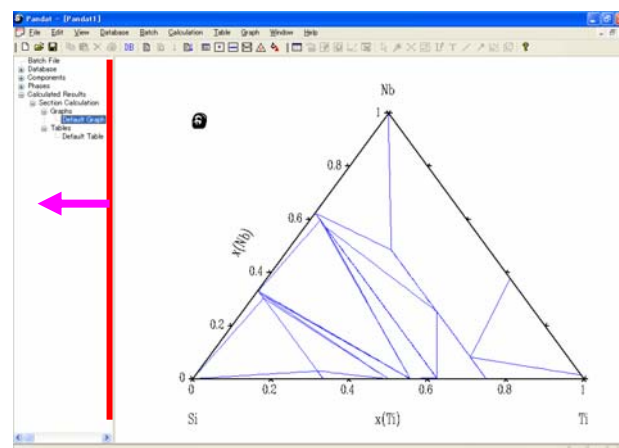 Pandat - [Pandat1]
File Edit View Database Batch Calculation Table Graph Window Help
DB
Batch File
Database
Components
Phases
Calculated Results
Section Calculation
Graphs
Default Graph
Tables
Default Table
Nb
1
0.8
0.6
x(Nb)
0.4
0.2
0
0 0.2 0.4 0.6 0.8 1
Si x(Ti) Ti